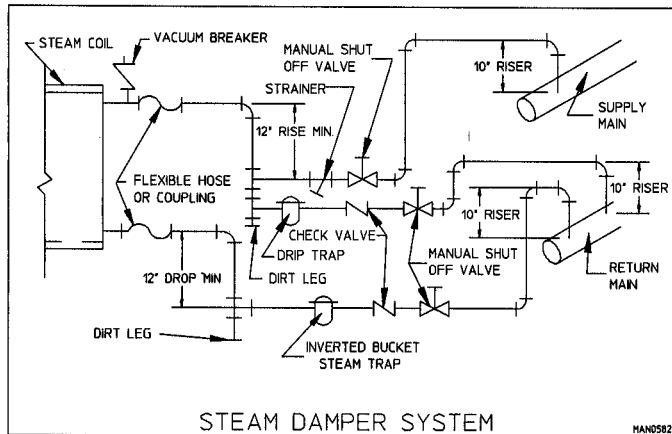 STEAM COIL
VACUUM BREAKER
MANUAL SHUT
OFF VALVE
STRAINER
10" RISER
SUPPLY
MAIN
12" RISE MIN.
FLEXIBLE HOSE
OR COUPLING
CHECK VALVE
DRIP TRAP
DIRT LEG
10" RISER
10" RISER
MANUAL SHUT
OFF VALVE
RETURN
MAIN
12" DROP MIN
DIRT LEG
INVERTED BUCKET
STEAM TRAP
STEAM DAMPER SYSTEM
MAN0582